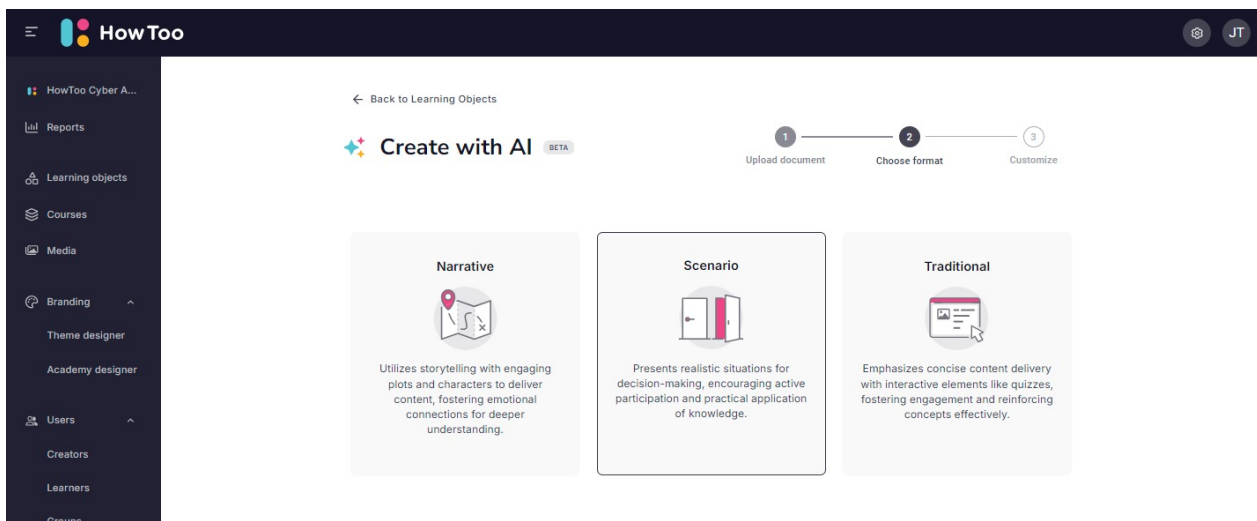 HowToo
JT
HowToo Cyber A...
Reports
Learning objects
Courses
Media
Branding
Theme designer
Academy designer
Users
Creators
Learners
Groups
← Back to Learning Objects
Create with AI BETA
1
2
3
Upload document
Choose format
Customize
Narrative
Utilizes storytelling with engaging
plots and characters to deliver
content, fostering emotional
connections for deeper
understanding.
Scenario
Presents realistic situations for
decision-making, encouraging active
participation and practical application
of knowledge.
Traditional
Emphasizes concise content delivery
with interactive elements like quizzes,
fostering engagement and reinforcing
concepts effectively.